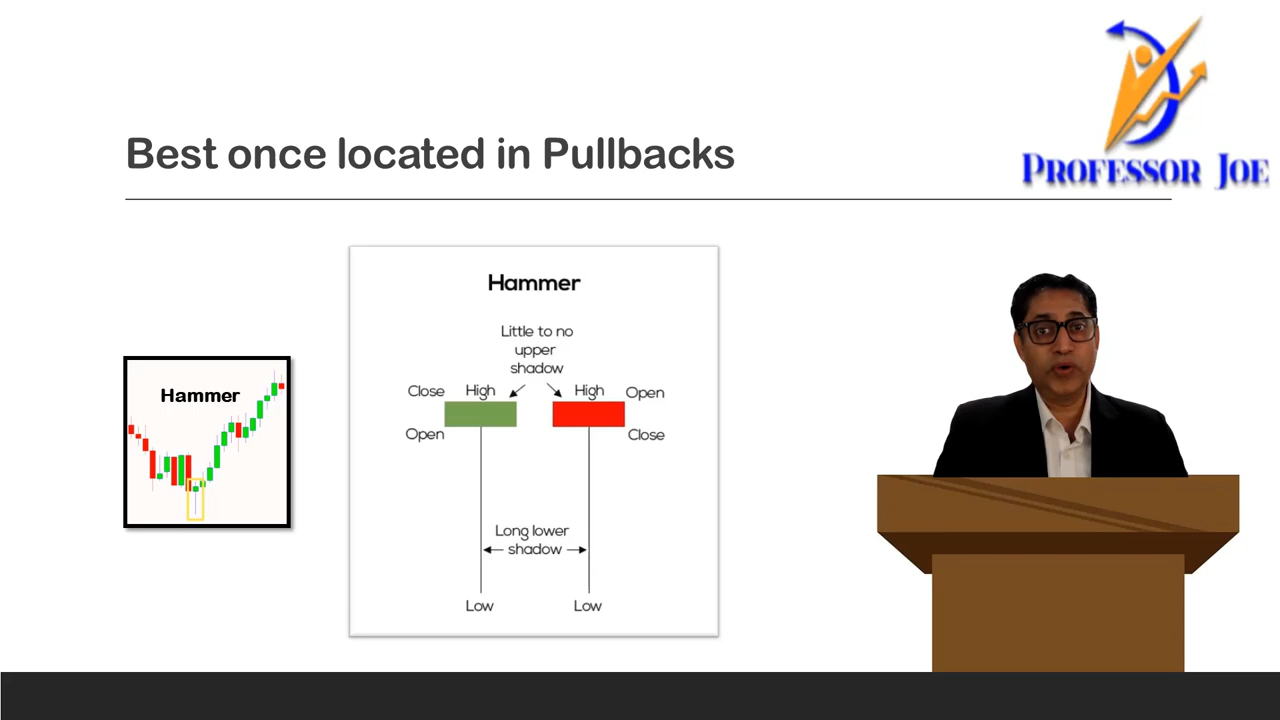 PROFESSOR JOE
Best once located in Pullbacks
Hammer
Hammer
Little to no
upper
shadow
Close High High Open
Open Close
Long lower
shadow
Low Low